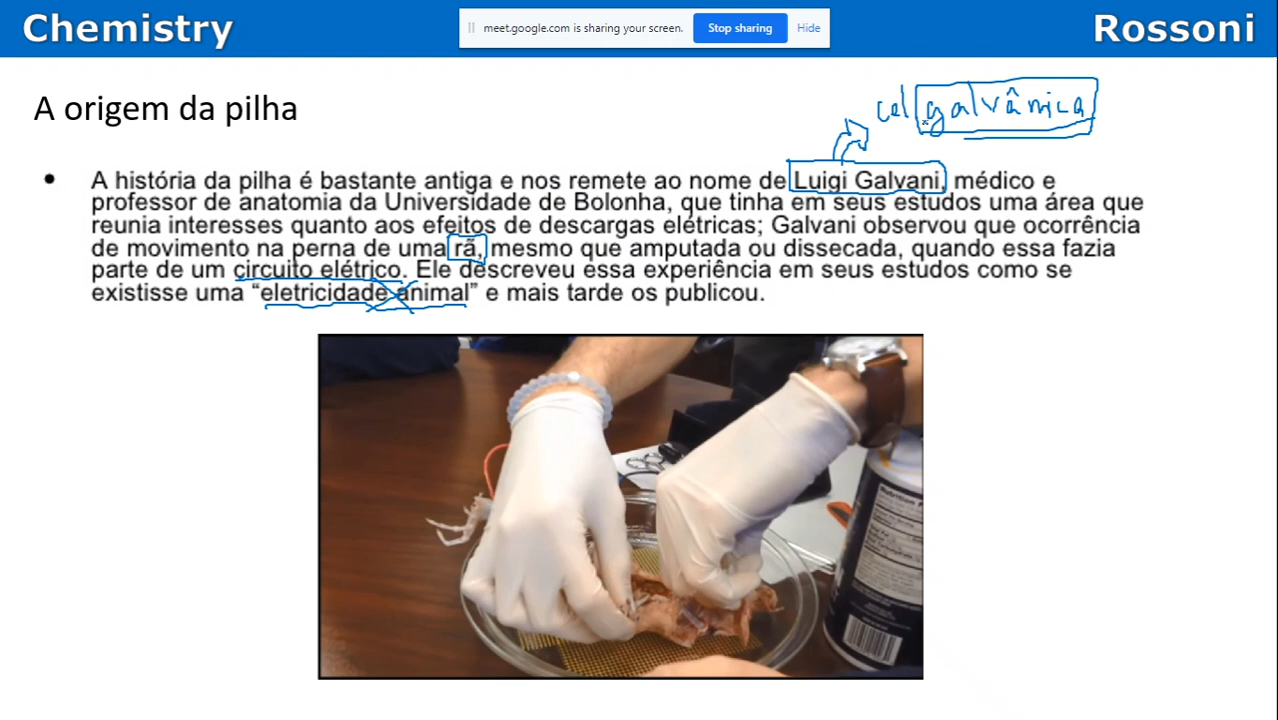 Chemistry
meet.google.com is sharing your screen. Stop sharing Hide
Rossoni
A origem da pilha
cel galvânica
• A história da pilha é bastante antiga e nos remete ao nome de Luigi Galvani, médico e
professor de anatomia da Universidade de Bolonha, que tinha em seus estudos uma área que
reunia interesses quanto aos efeitos de descargas elétricas; Galvani observou que ocorrência
de movimento na perna de uma rã, mesmo que amputada ou dissecada, quando essa fazia
parte de um circuito elétrico. Ele descreveu essa experiência em seus estudos como se
existisse uma “eletricidade animal” e mais tarde os publicou.